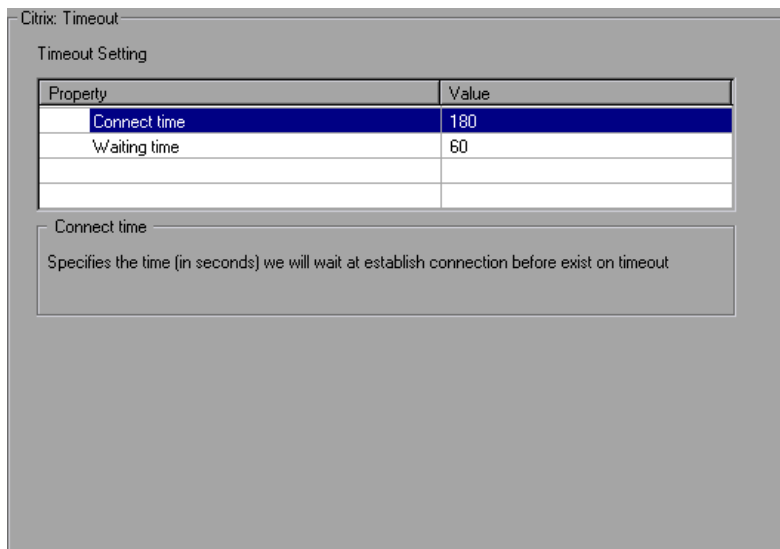 Citrix: Timeout
Timeout Setting
Property Value
Connect time 180
Waiting time 60
Connect time
Specifies the time (in seconds) we will wait at establish connection before exist on timeout